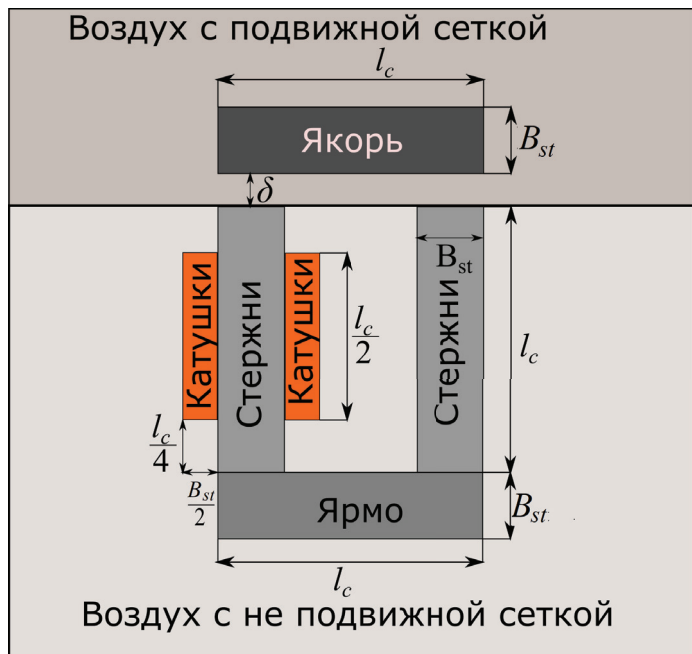 Воздух с подвижной сеткой
l_c
Якорь
B_st
δ
B_st
Катушки
Стержни
Катушки
l_c/2
Стержни
l_c
l_c/4
B_st/2
Ярмо
B_st
l_c
Воздух с не подвижной сеткой